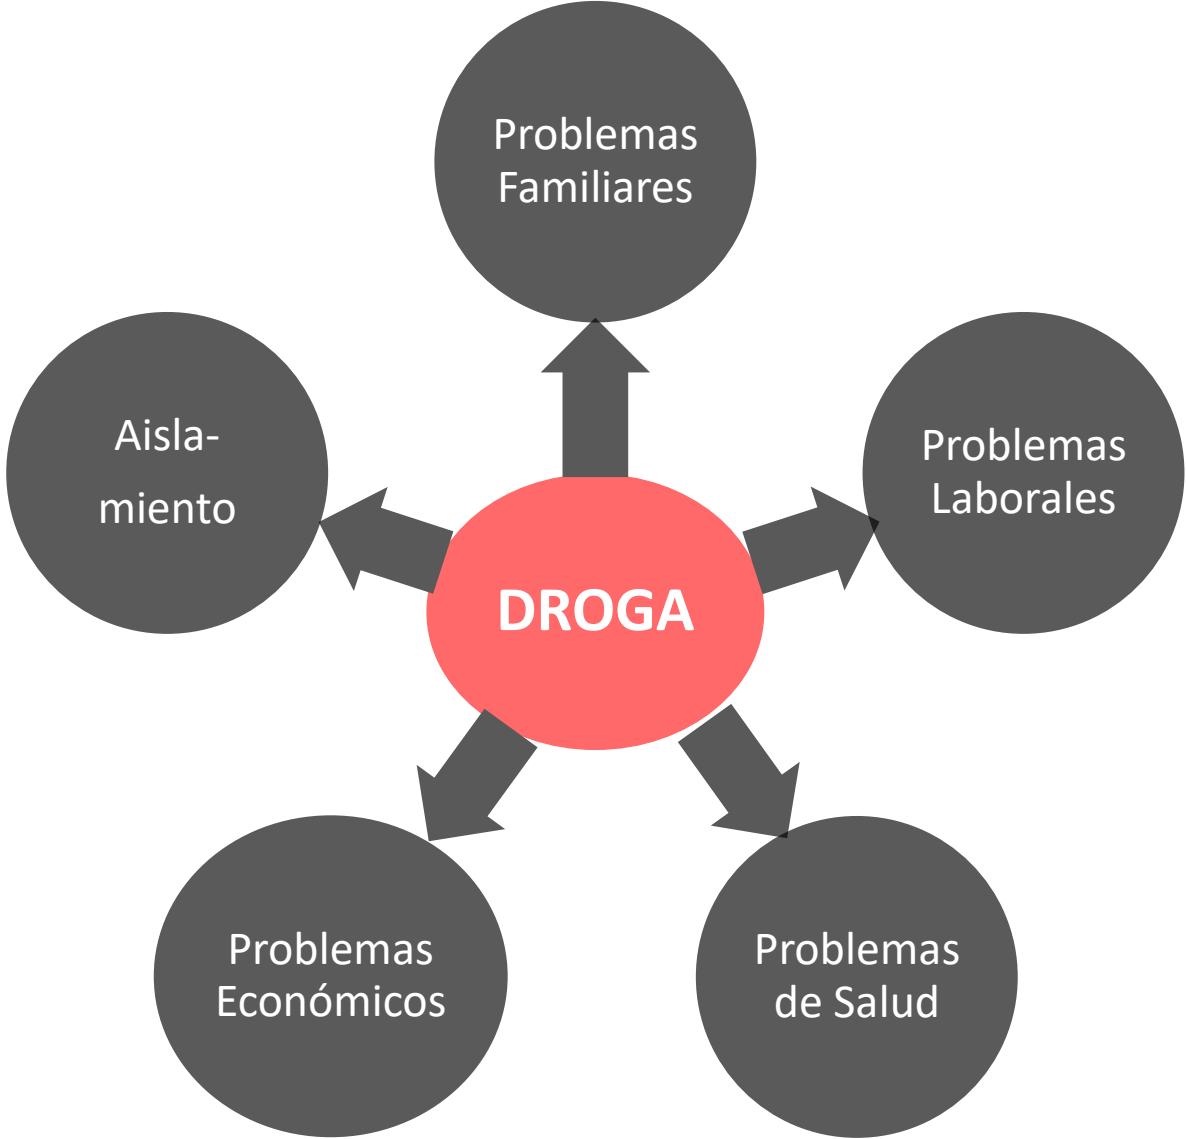 Problemas
Familiares
Aisla-
miento
Problemas
Laborales
DROGA
Problemas
Económicos
Problemas
de Salud